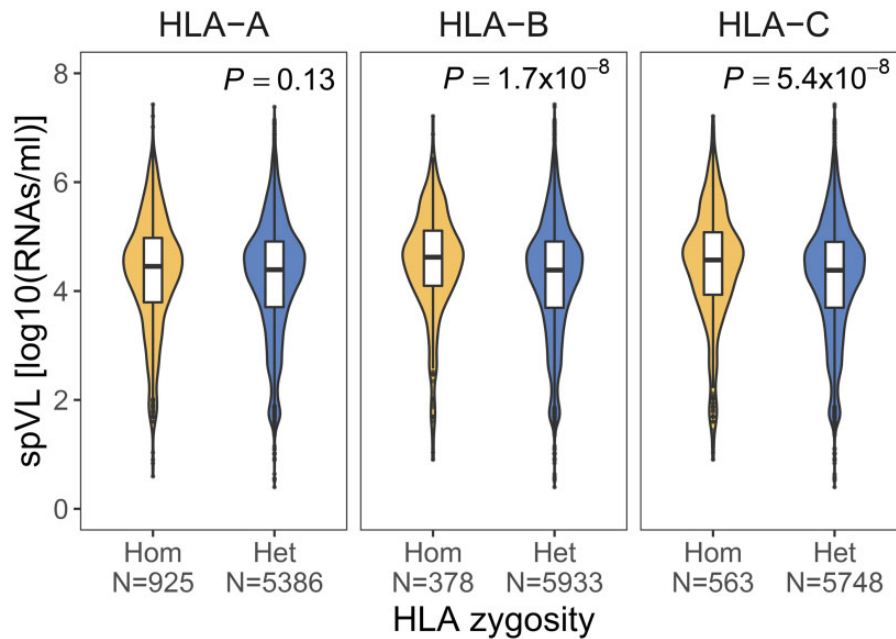 HLA−A HLA−B HLA−C
P = 0.13 P = 1.7x10⁻⁸ P = 5.4x10⁻⁸
spVL [log10(RNAs/ml)]
8
6
4
2
0
Hom Het Hom Het Hom Het
N=925 N=5386 N=378 N=5933 N=563 N=5748
HLA zygosity